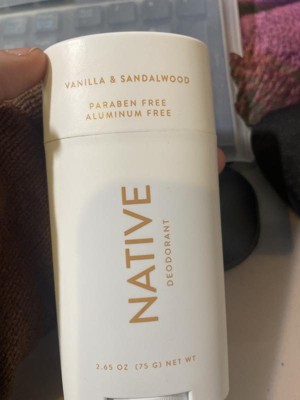 VANILLA & SANDALWOOD
PARABEN FREE
ALUMINUM FREE
NATIVE
DEODORANT
2.65 OZ (75 G) NET WT